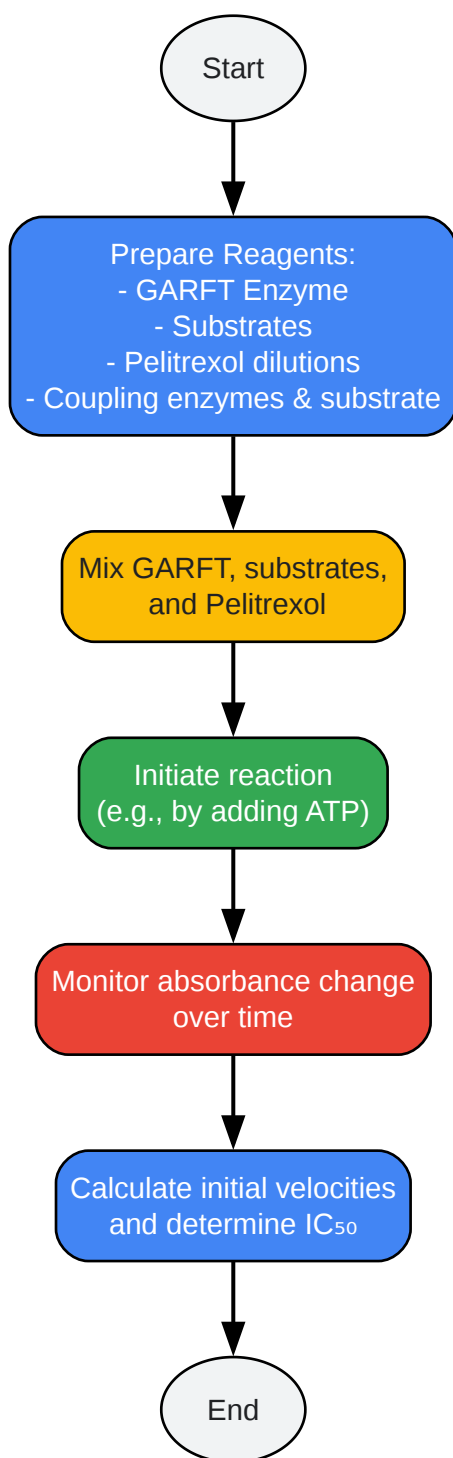 Start
Prepare Reagents:
- GARFT Enzyme
- Substrates
- Pelitrexol dilutions
- Coupling enzymes & substrate
Mix GARFT, substrates,
and Pelitrexol
Initiate reaction
(e.g., by adding ATP)
Monitor absorbance change
over time
Calculate initial velocities
and determine IC₅₀
End